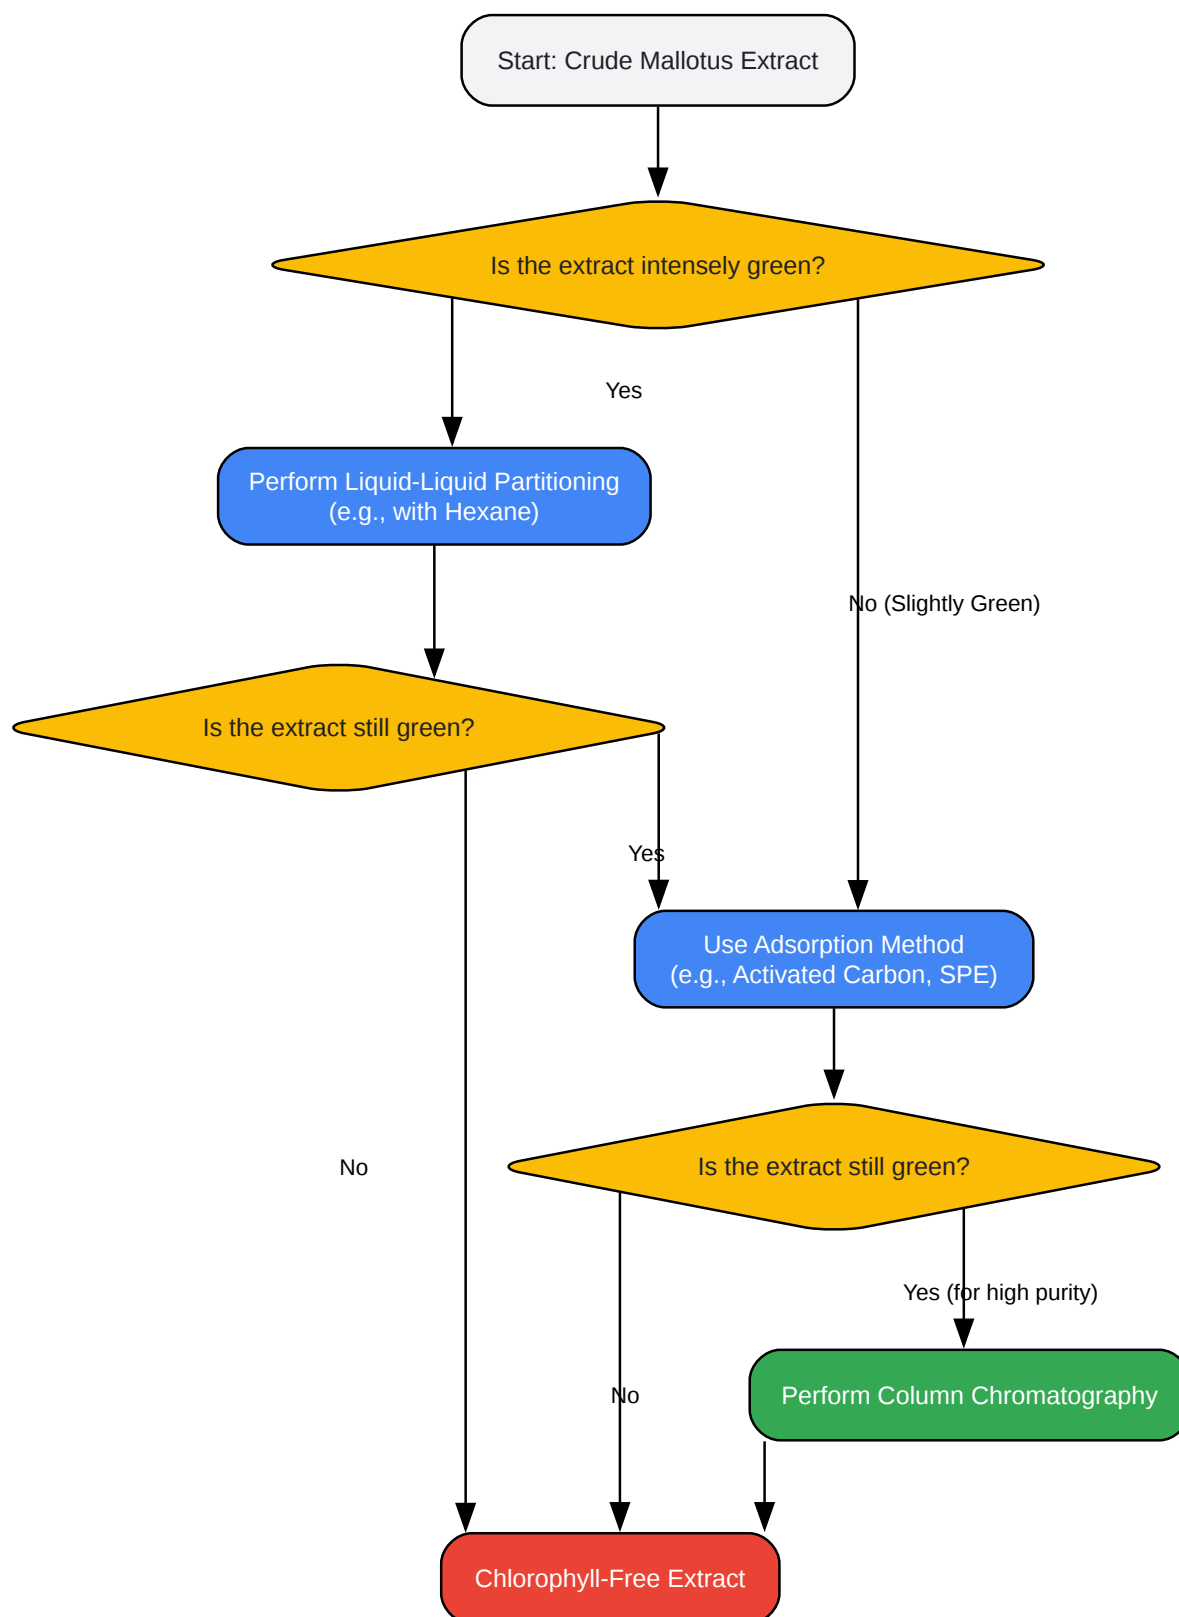 Start: Crude Mallotus Extract
Is the extract intensely green?
Yes
Perform Liquid-Liquid Partitioning
(e.g., with Hexane)
No (Slightly Green)
Is the extract still green?
Yes
Use Adsorption Method
(e.g., Activated Carbon, SPE)
No
Is the extract still green?
Yes (for high purity)
No
Perform Column Chromatography
Chlorophyll-Free Extract